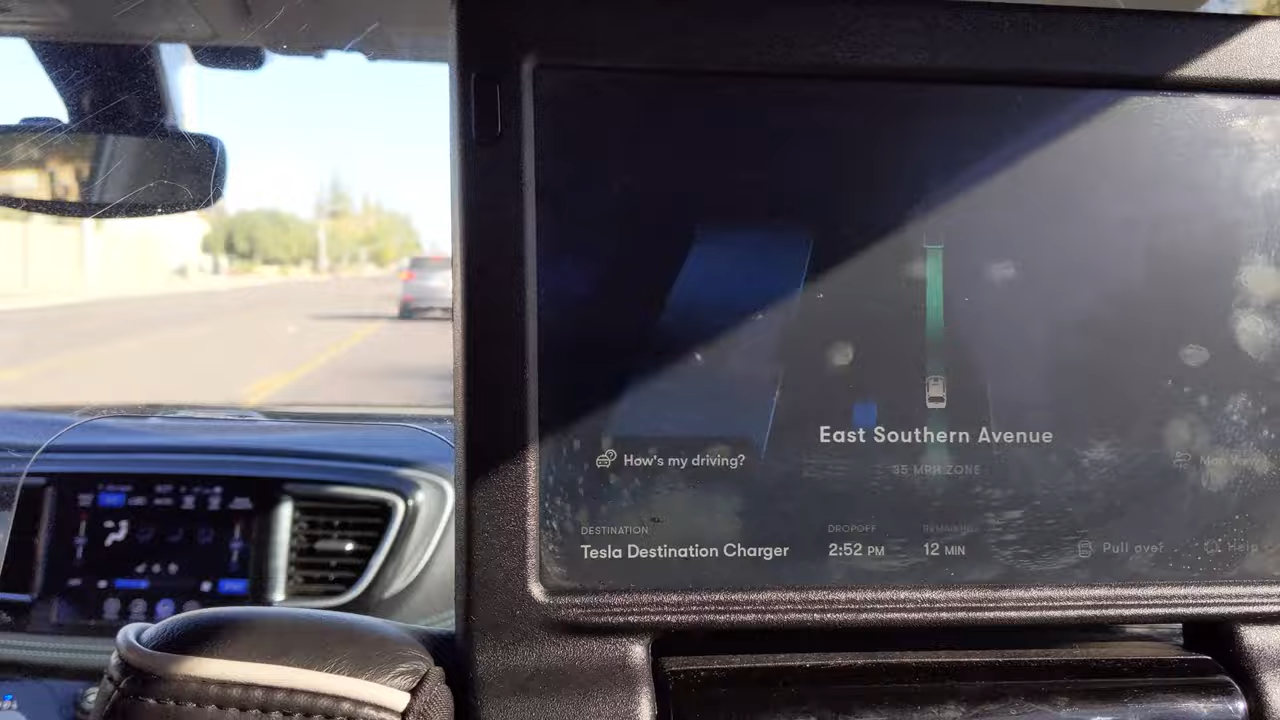 East Southern Avenue
35 MPH ZONE
How's my driving?
DESTINATION
Tesla Destination Charger
DROPOFF
2:52 PM
REMAINING
12 MIN
Pull over
Help